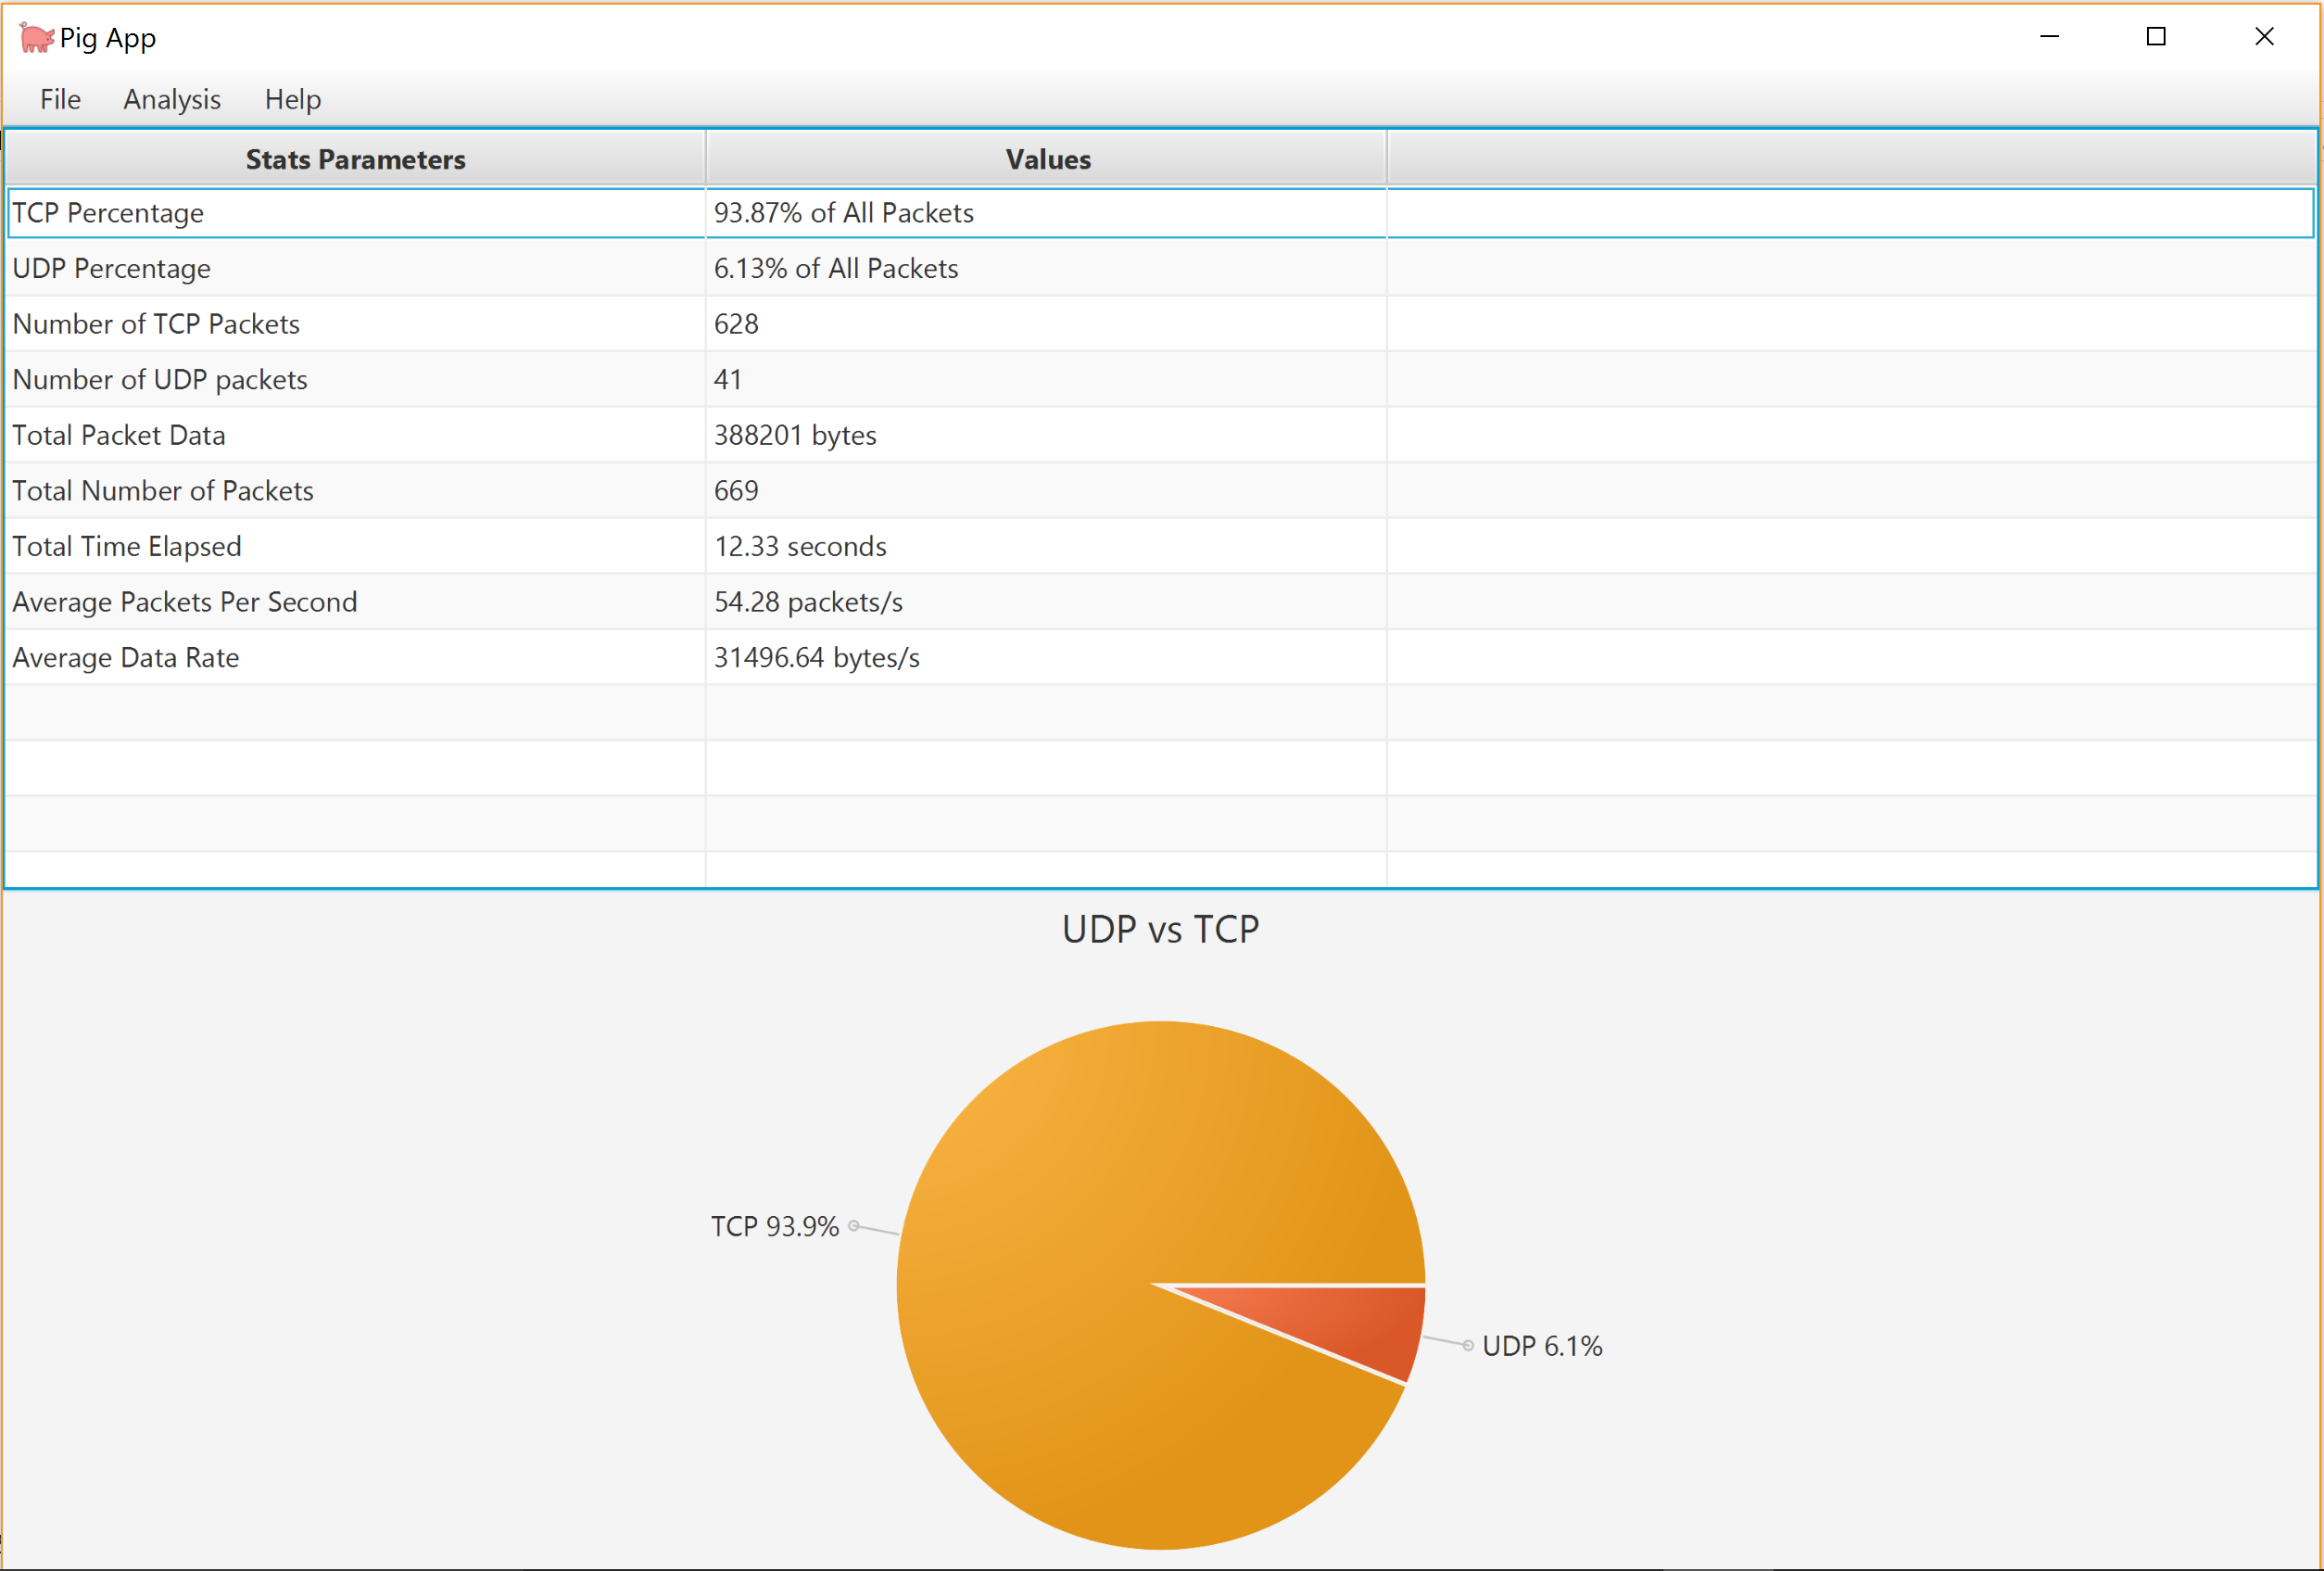 Pig App
File Analysis Help
Stats Parameters Values
TCP Percentage 93.87% of All Packets
UDP Percentage 6.13% of All Packets
Number of TCP Packets 628
Number of UDP packets 41
Total Packet Data 388201 bytes
Total Number of Packets 669
Total Time Elapsed 12.33 seconds
Average Packets Per Second 54.28 packets/s
Average Data Rate 31496.64 bytes/s
UDP vs TCP
TCP 93.9%
UDP 6.1%